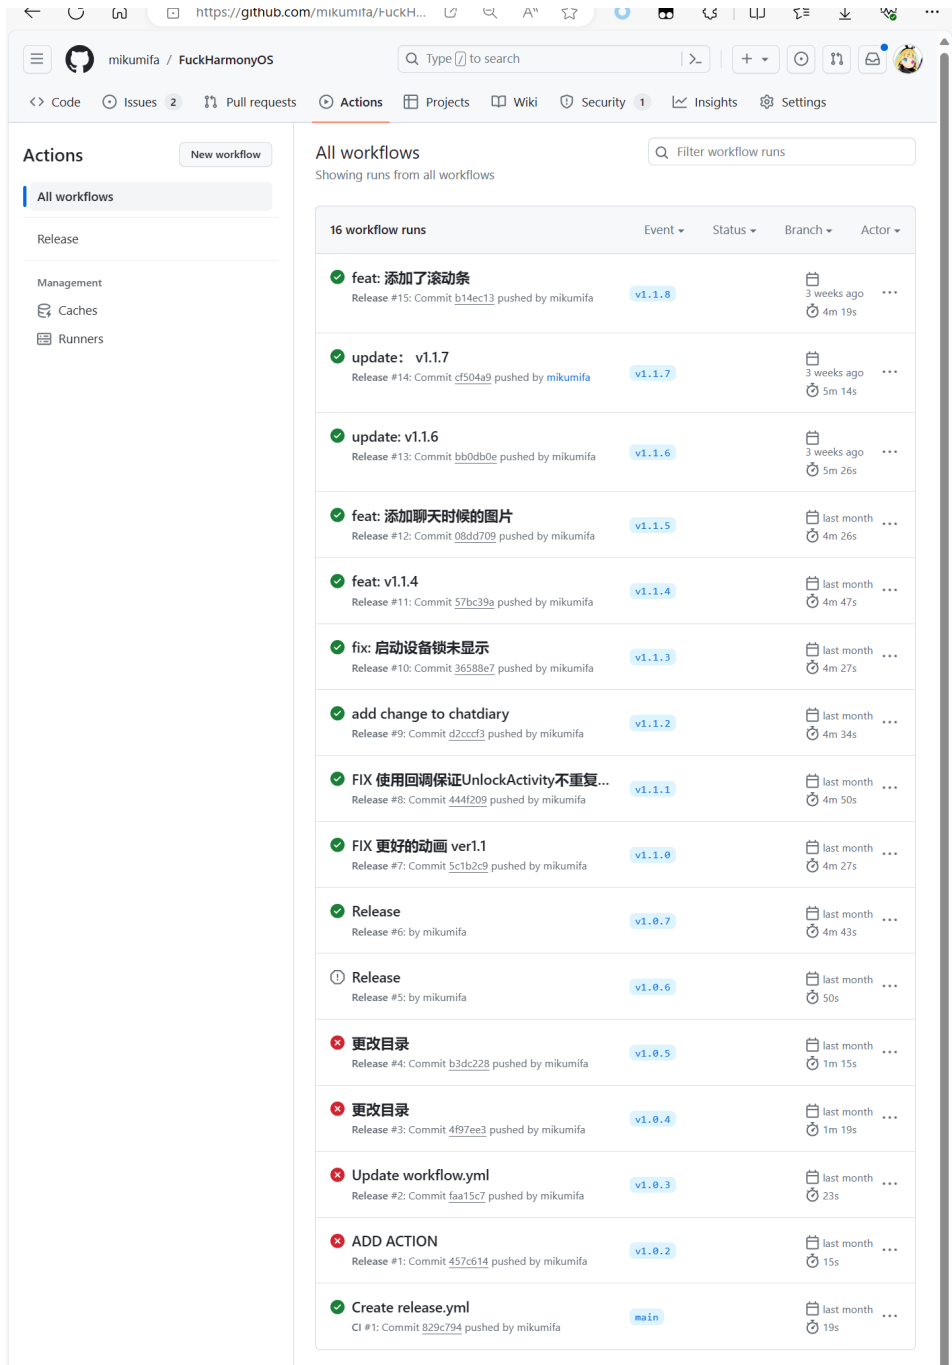 https://github.com/mikumifa/FuckH...
mikumifa / FuckHarmonyOS
Type / to search
Code
Issues 2
Pull requests
Actions
Projects
Wiki
Security 1
Insights
Settings
Actions
New workflow
All workflows
Release
Management
Caches
Runners
All workflows
Showing runs from all workflows
Filter workflow runs
16 workflow runs
Event
Status
Branch
Actor
feat: 添加了滚动条
Release #15: Commit b14ec13 pushed by mikumifa
v1.1.8
3 weeks ago
4m 19s
update： v1.1.7
Release #14: Commit cf504a9 pushed by mikumifa
v1.1.7
3 weeks ago
5m 14s
update: v1.1.6
Release #13: Commit bb0db0e pushed by mikumifa
v1.1.6
3 weeks ago
5m 26s
feat: 添加聊天时候的图片
Release #12: Commit 08dd709 pushed by mikumifa
v1.1.5
last month
4m 26s
feat: v1.1.4
Release #11: Commit 57bc39a pushed by mikumifa
v1.1.4
last month
4m 47s
fix: 启动设备锁未显示
Release #10: Commit 36588e7 pushed by mikumifa
v1.1.3
last month
4m 27s
add change to chatdiary
Release #9: Commit d2cccf3 pushed by mikumifa
v1.1.2
last month
4m 34s
FIX 使用回调保证UnlockActivity不重复...
Release #8: Commit 444f209 pushed by mikumifa
v1.1.1
last month
4m 50s
FIX 更好的动画 ver1.1
Release #7: Commit 5c1b2c9 pushed by mikumifa
v1.1.0
last month
4m 27s
Release
Release #6: by mikumifa
v1.0.7
last month
4m 43s
Release
Release #5: by mikumifa
v1.0.6
last month
50s
更改目录
Release #4: Commit b3dc228 pushed by mikumifa
v1.0.5
last month
1m 15s
更改目录
Release #3: Commit 4f97ee3 pushed by mikumifa
v1.0.4
last month
1m 19s
Update workflow.yml
Release #2: Commit faa15c7 pushed by mikumifa
v1.0.3
last month
23s
ADD ACTION
Release #1: Commit 457c614 pushed by mikumifa
v1.0.2
last month
15s
Create release.yml
CI #1: Commit 829c794 pushed by mikumifa
main
last month
19s